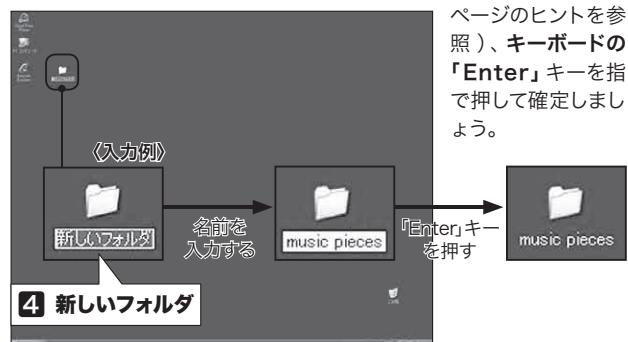 ページのヒントを参
照）、キーボードの
「Enter」キーを指
で押して確定しまし
ょう。
〈入力例〉
新しいフォルダ
名前を
入力する
music pieces
「Enter」キー
を押す
music pieces
4 新しいフォルダ